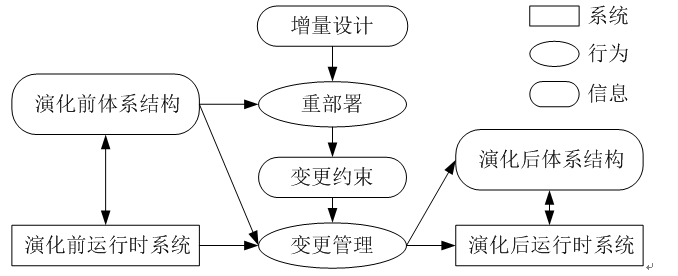 增量设计
系统
行为
信息
演化前体系结构
重部署
变更约束
演化后体系结构
演化前运行时系统
变更管理
演化后运行时系统